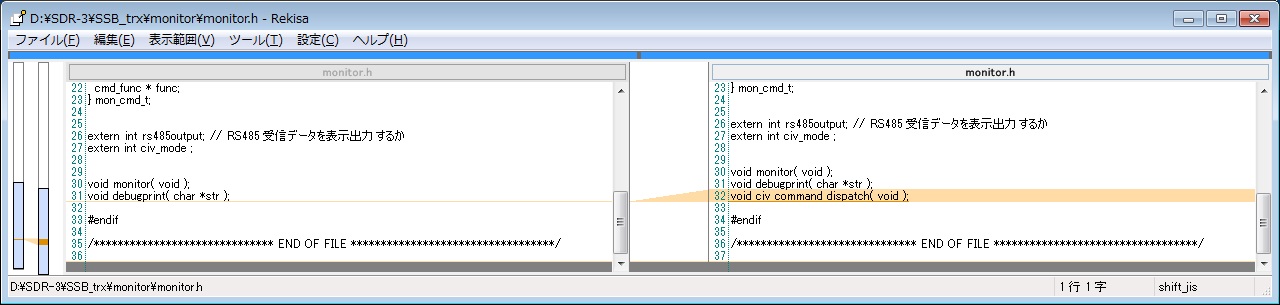 D:¥SDR-3¥SSB_trx¥monitor¥monitor.h - Rekisa
ファイル(F) 編集(E) 表示範囲(V) ツール(T) 設定(C) ヘルプ(H)
monitor.h
22 cmd_func * func;
23 } mon_cmd_t;
24
25
26 extern int rs485output; // RS485 受信データを表示出力するか
27 extern int civ_mode ;
28
29
30 void monitor( void );
31 void debugprint( char *str );
32
33 #endif
34
35 /****************************** END OF FILE **********************************/
36
monitor.h
23 } mon_cmd_t;
24
25
26 extern int rs485output; // RS485 受信データを表示出力するか
27 extern int civ_mode ;
28
29
30 void monitor( void );
31 void debugprint( char *str );
32 void civ_command_dispatch( void );
33
34 #endif
35
36 /****************************** END OF FILE **********************************/
37
D:¥SDR-3¥SSB_trx¥monitor¥monitor.h
1 行 1 字
shift_jis